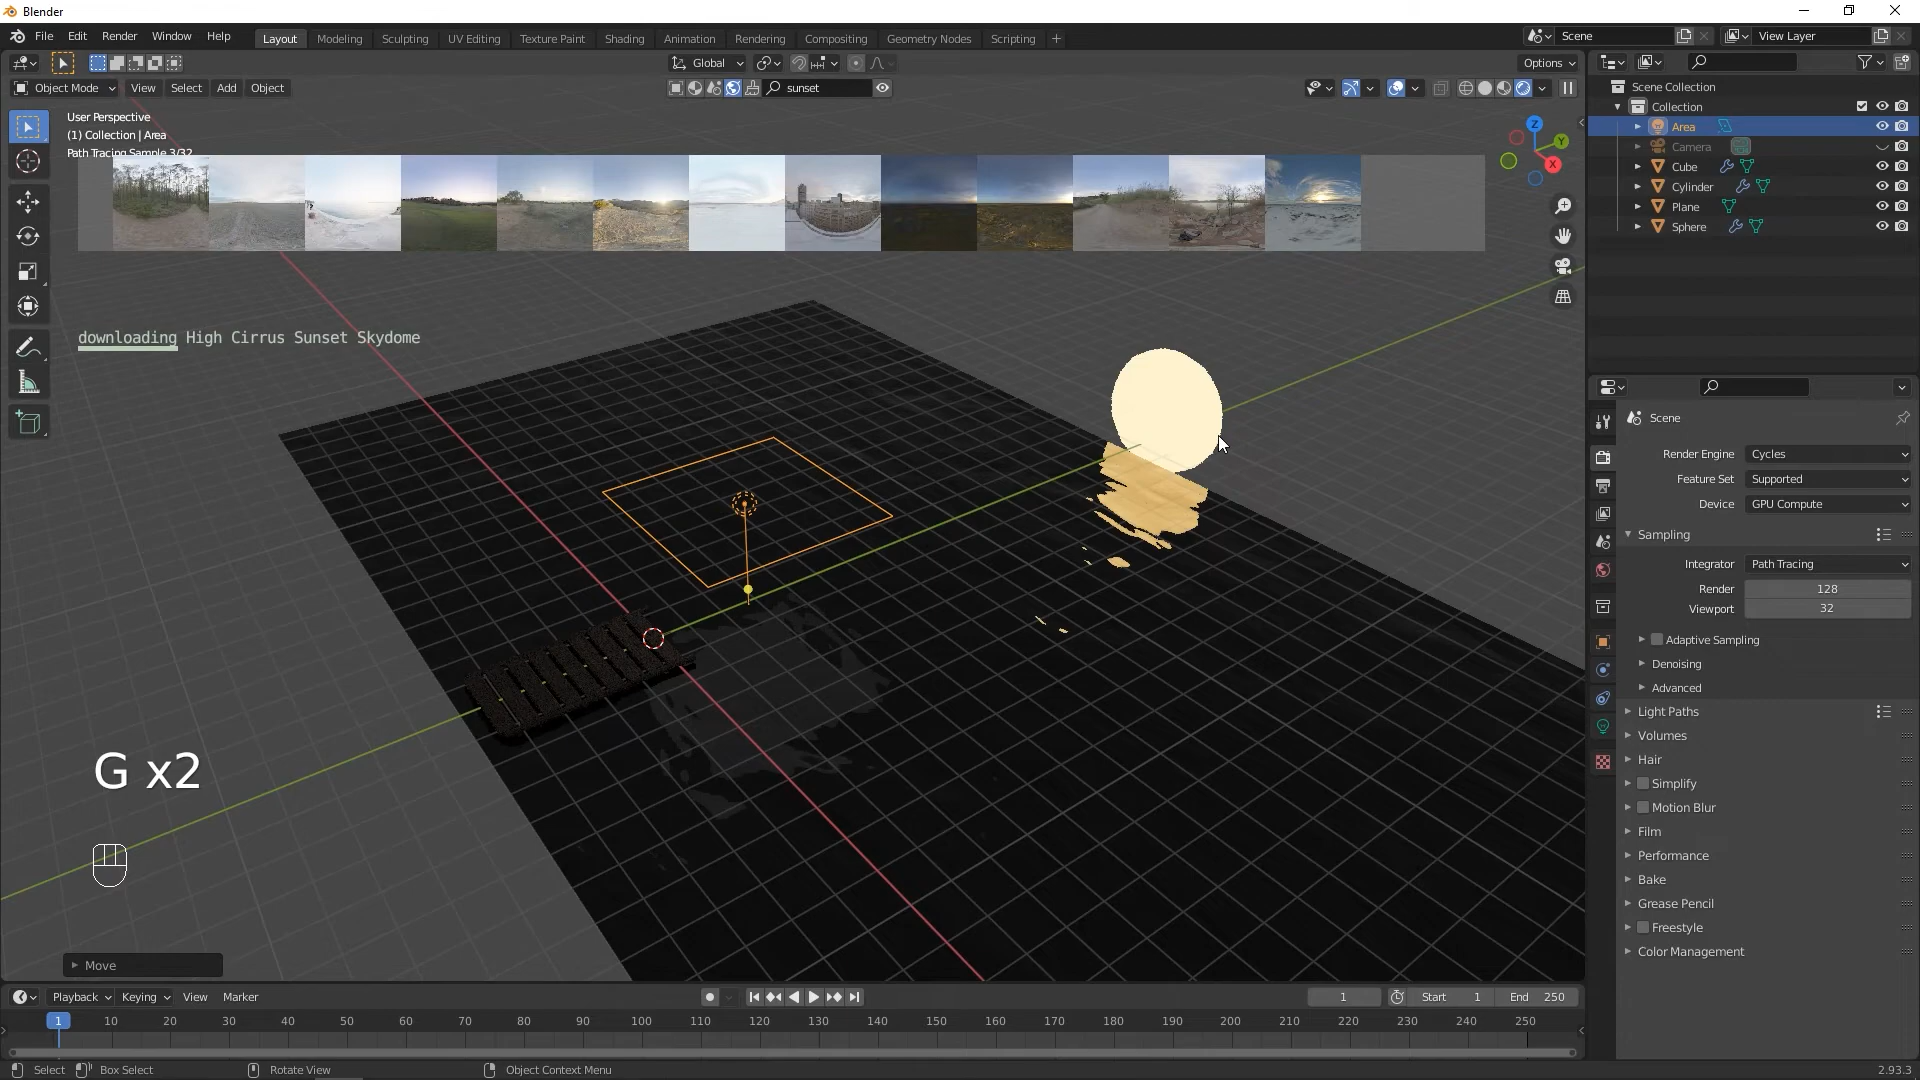 Blender
File Edit Render Window Help
Layout Modeling Sculpting UV Editing Texture Paint Shading Animation Rendering Compositing Geometry Nodes Scripting +
Scene
View Layer
Global
Options
Object Mode View Select Add Object
sunset
User Perspective
(1) Collection | Area
Path Tracing Sample 3/32
Z
Y
X
downloading High Cirrus Sunset Skydome
G x2
Move
Scene Collection
Collection
Area
Camera
Cube
Cylinder
Plane
Sphere
Scene
Render Engine Cycles
Feature Set Supported
Device GPU Compute
Sampling
Integrator Path Tracing
Render 128
Viewport 32
Adaptive Sampling
Denoising
Advanced
Light Paths
Volumes
Hair
Simplify
Motion Blur
Film
Performance
Bake
Grease Pencil
Freestyle
Color Management
Playback Keying View Marker
1 Start 1 End 250
1 10 20 30 40 50 60 70 80 90 100 110 120 130 140 150 160 170 180 190 200 210 220 230 240 250
Select Box Select Rotate View Object Context Menu 2.93.3